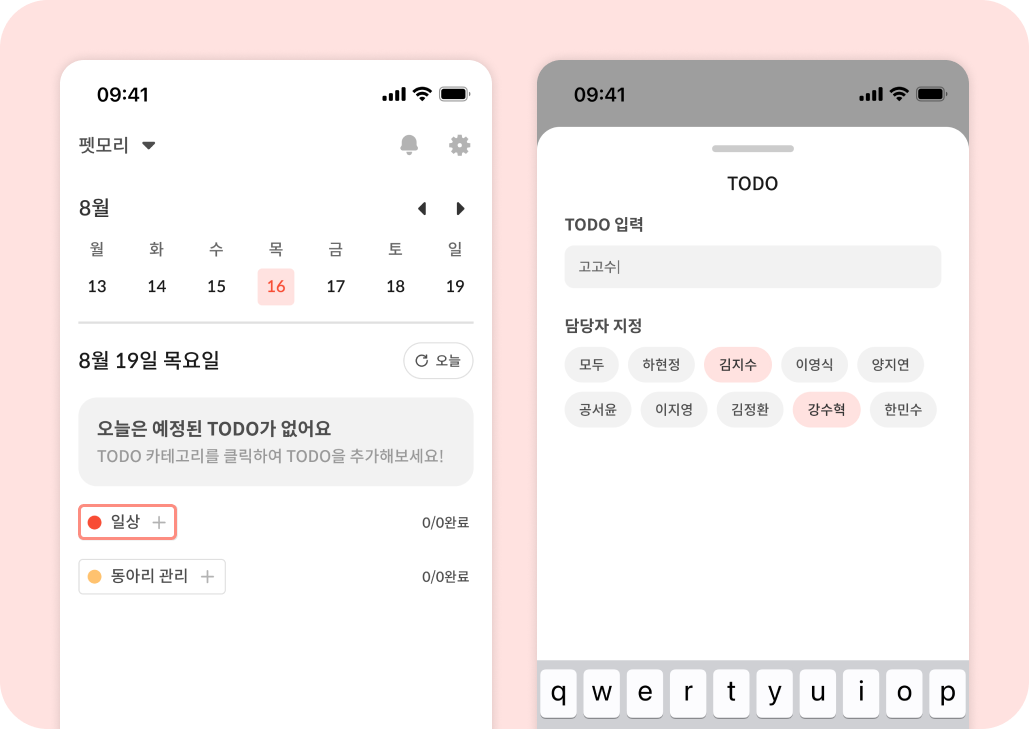 09:41
펫모리
8월
월 화 수 목 금 토 일
13 14 15 16 17 18 19
8월 19일 목요일
오늘
오늘은 예정된 TODO가 없어요
TODO 카테고리를 클릭하여 TODO을 추가해보세요!
일상
0/0완료
동아리 관리
0/0완료
09:41
TODO
TODO 입력
고고수
담당자 지정
모두 하현정 김지수 이영식 양지연
공서윤 이지영 김정환 강수혁 한민수
q w e r t y u i o p